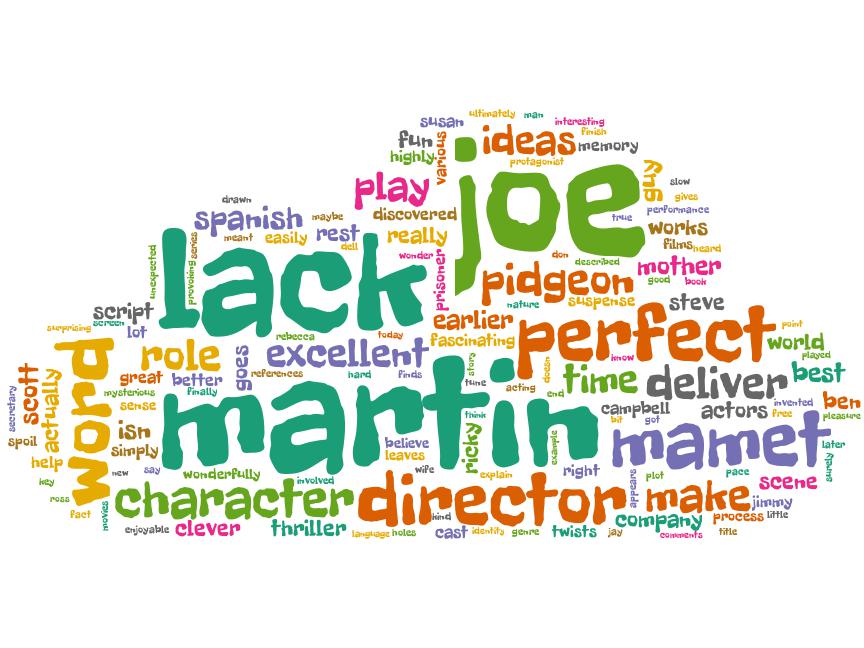 ultimately
man
susan
interesting
fun
various
ideas
finish
memory
highly
protagonist
joe
guy
slow
play
gives
drawn
discovered
performance
spanish
maybe
true
works
meant
easily
rest
really
films
heard
dell
lack
series
provoking
unexpected
wonder
prisoner
don
described
mother
good
book
pidgeon
nature
suspense
steve
script
screen
surprising
lot
earlier
fascinating
perfect
point
world
played
rebecca
today
word
role
goes
excellent
story
know
doesn
time
deliver
best
great
better
references
hard
finds
tune
acting
end
scott
actually
secretary
mysterious
finally
sense
martin
think
campbell
actors
invented
free
ben
pleasure
bit
got
spoil
isn
simply
believe
leaves
ricky
example
mamet
later
surely
help
new
say
wonderfully
involved
wife
explain
right
appears
plot
pace
scene
key
ross
fact
movies
character
director
make
jimmy
kind
company
process
little
enjoyable
clever
thriller
language
holes
cast
identity
genre
twists
jay
comments
title